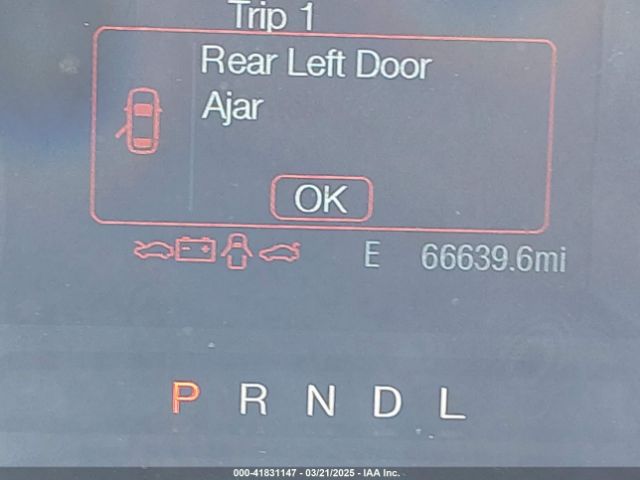 Trip 1
Rear Left Door
Ajar
OK
E 66639.6mi
P R N D L
000-41831147 - 03/21/2025 - IAA Inc.